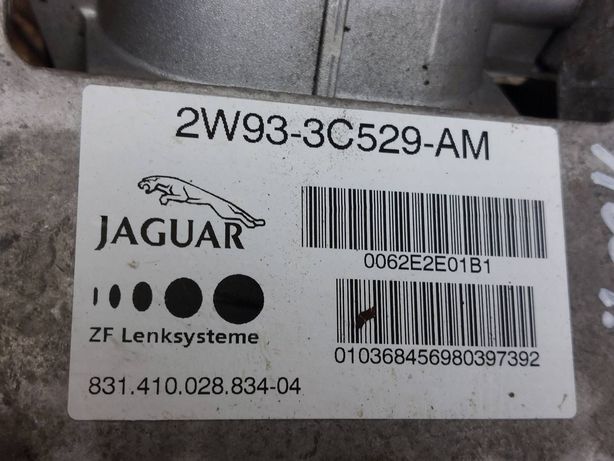 2W93-3C529-AM
JAGUAR
0062E2E01B1
ZF Lenksysteme
010368456980397392
831.410.028.834-04